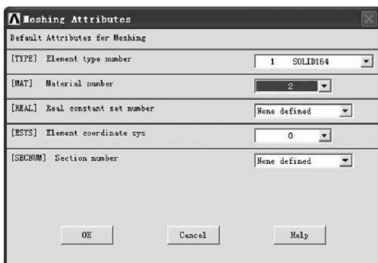 Meshing Attributes
Default Attributes for Meshing
[TYPE] Element type number 1 SOLID164
[MAT] Material number 2
[REAL] Real constant set number None defined
[ESYS] Element coordinate sys 0
[SECNUM] Section number None defined
OK Cancel Help